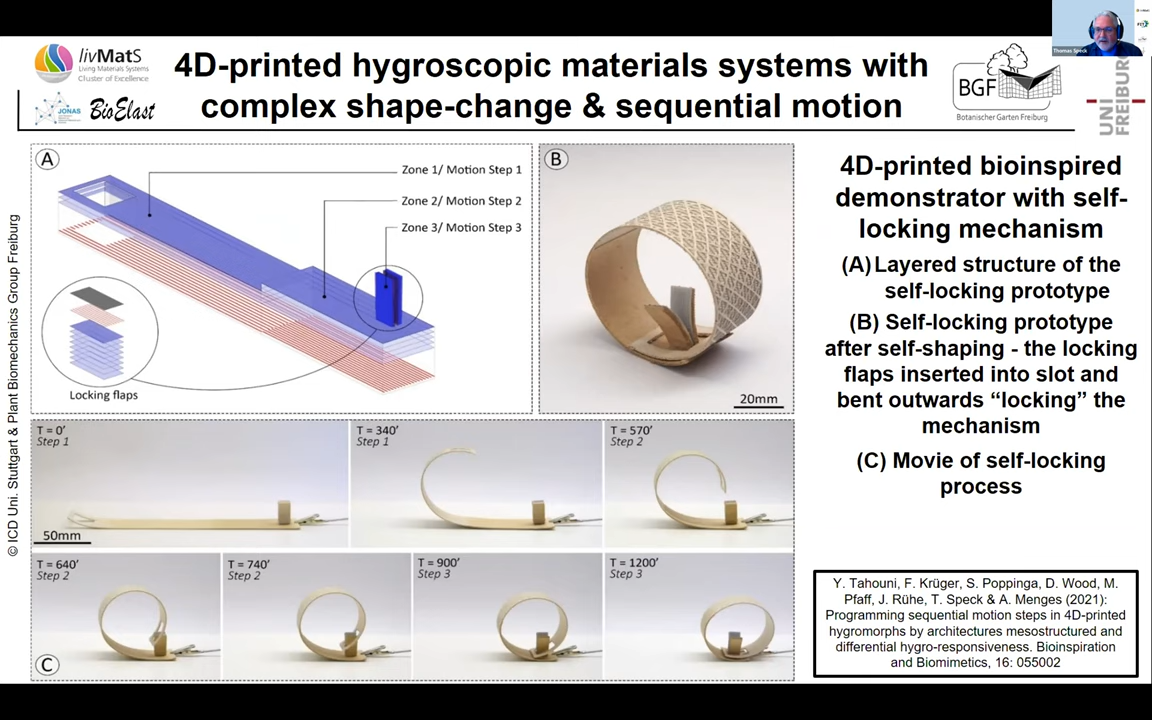 livMatS
Living Materials Systems
Cluster of Excellence
JONAS
BioElast
4D-printed hygroscopic materials systems with
complex shape-change & sequential motion
BGF
Botanischer Garten Freiburg
UNI
FREIBURG
Thomas Speck
© ICD Uni. Stuttgart & Plant Biomechanics Group Freiburg
A
Zone 1/ Motion Step 1
Zone 2/ Motion Step 2
Zone 3/ Motion Step 3
Locking flaps
B
20mm
T = 0'
Step 1
50mm
T = 340'
Step 1
T = 570'
Step 2
T = 640'
Step 2
T = 740'
Step 2
T = 900'
Step 3
T = 1200'
Step 3
C
4D-printed bioinspired
demonstrator with self-
locking mechanism
(A) Layered structure of the
self-locking prototype
(B) Self-locking prototype
after self-shaping - the locking
flaps inserted into slot and
bent outwards “locking” the
mechanism
(C) Movie of self-locking
process
Y. Tahouni, F. Krüger, S. Poppinga, D. Wood, M.
Pfaff, J. Rühe, T. Speck & A. Menges (2021):
Programming sequential motion steps in 4D-printed
hygromorphs by architectures mesostructured and
differential hygro-responsiveness. Bioinspiration
and Biomimetics, 16: 055002